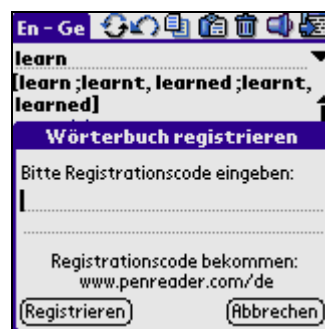 En - Ge
learn
[learn ;learnt, learned ;learnt,
learned]
Wörterbuch registrieren
Bitte Registrationscode eingeben:
Registrationscode bekommen:
www.penreader.com/de
Registrieren Abbrechen